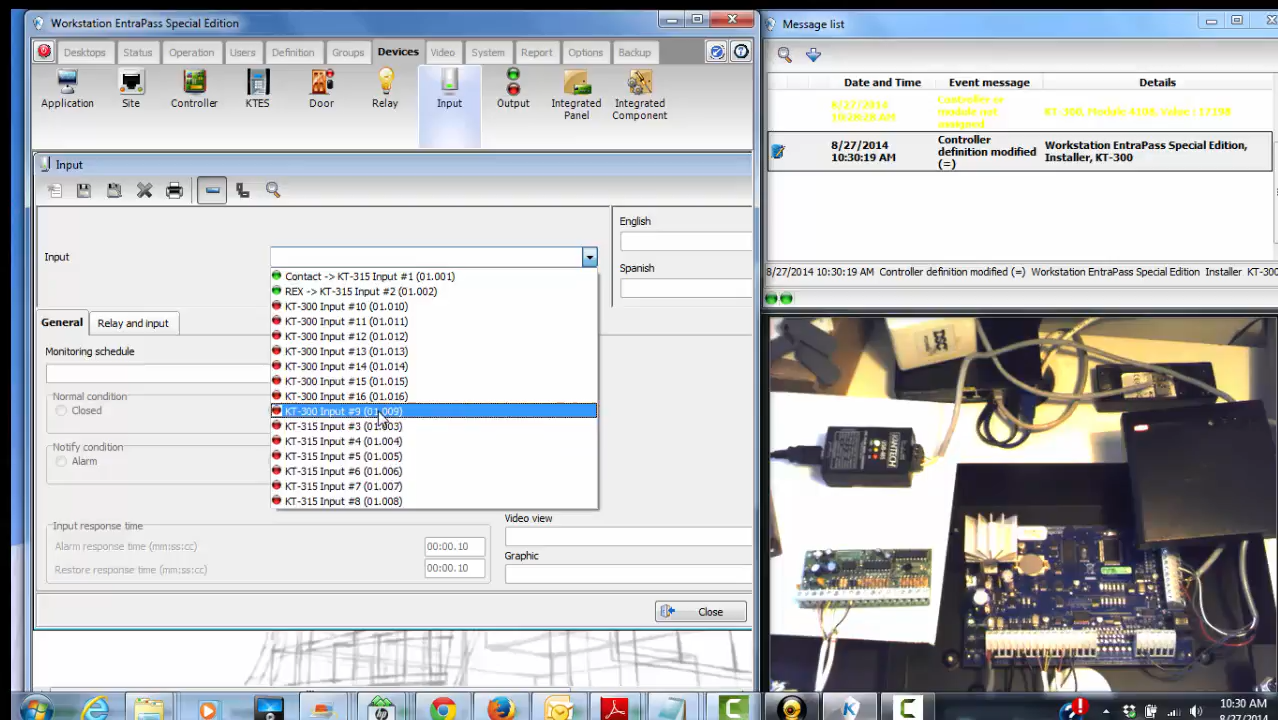 Workstation EntraPass Special Edition
Desktops Status Operation Users Definition Groups Devices Video System Report Options Backup
Application Site Controller KTES Door Relay Input Output Integrated Panel Integrated Component
Input
Input
Contact -> KT-315 Input #1 (01.001)
REX -> KT-315 Input #2 (01.002)
KT-300 Input #10 (01.010)
KT-300 Input #11 (01.011)
KT-300 Input #12 (01.012)
KT-300 Input #13 (01.013)
KT-300 Input #14 (01.014)
KT-300 Input #15 (01.015)
KT-300 Input #16 (01.016)
KT-300 Input #9 (01.009)
KT-315 Input #3 (01.003)
KT-315 Input #4 (01.004)
KT-315 Input #5 (01.005)
KT-315 Input #6 (01.006)
KT-315 Input #7 (01.007)
KT-315 Input #8 (01.008)
English
Spanish
General Relay and input
Monitoring schedule
Normal condition
Closed
Notify condition
Alarm
Input response time
Alarm response time (mm:ss:cc) 00:00.10
Restore response time (mm:ss:cc) 00:00.10
Video view
Graphic
Close
Message list
Date and Time Event message Details
8/27/2014
10:28:28 AM
Controller or
module not
assigned
KT-300, Module A108, Value : 17198
8/27/2014
10:30:19 AM
Controller
definition modified
(=)
Workstation EntraPass Special Edition,
Installer, KT-300
8/27/2014 10:30:19 AM Controller definition modified (=) Workstation EntraPass Special Edition Installer KT-300
DSC
KANTECH
10:30 AM
8/27/2014